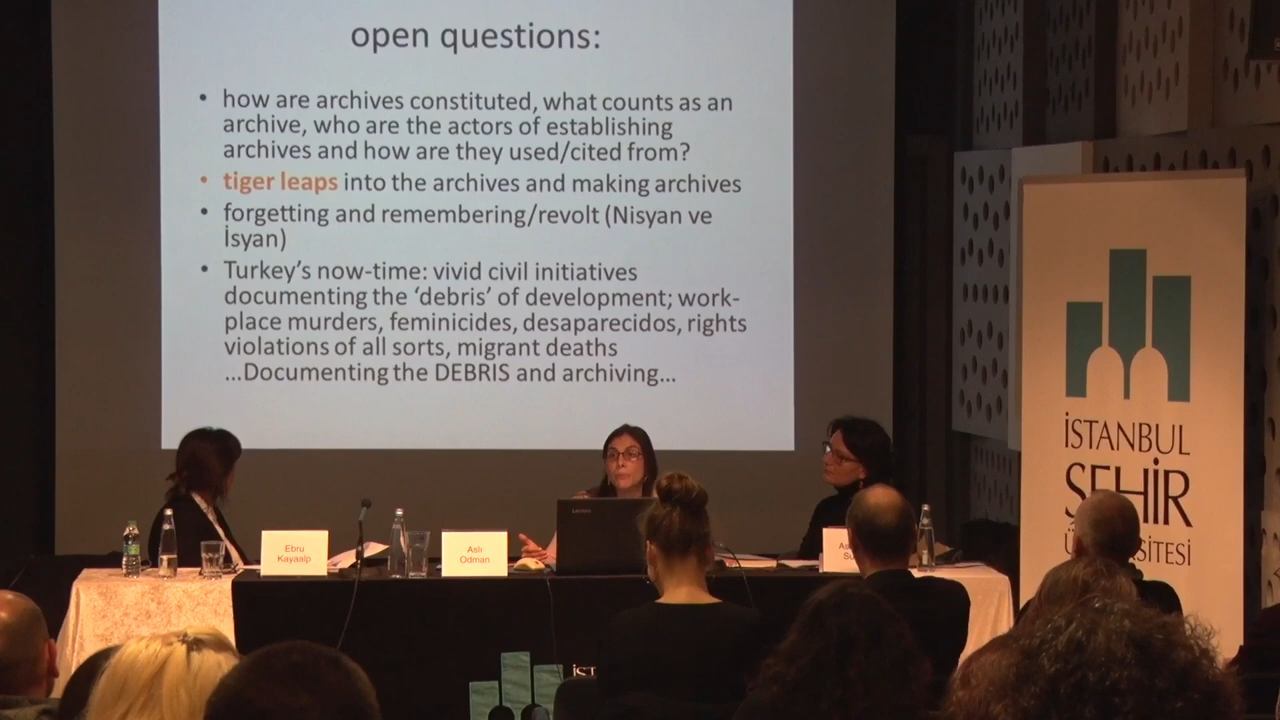 open questions:
• how are archives constituted, what counts as an
archive, who are the actors of establishing
archives and how are they used/cited from?
• tiger leaps into the archives and making archives
• forgetting and remembering/revolt (Nisyan ve
İsyan)
• Turkey's now-time: vivid civil initiatives
documenting the 'debris' of development; work-
place murders, feminicides, desaparecidos, rights
violations of all sorts, migrant deaths
...Documenting the DEBRIS and archiving...
İSTANBUL
ŞEHİR
Ebru
Kayaalp
Aslı
Odman
Lenovo
İST